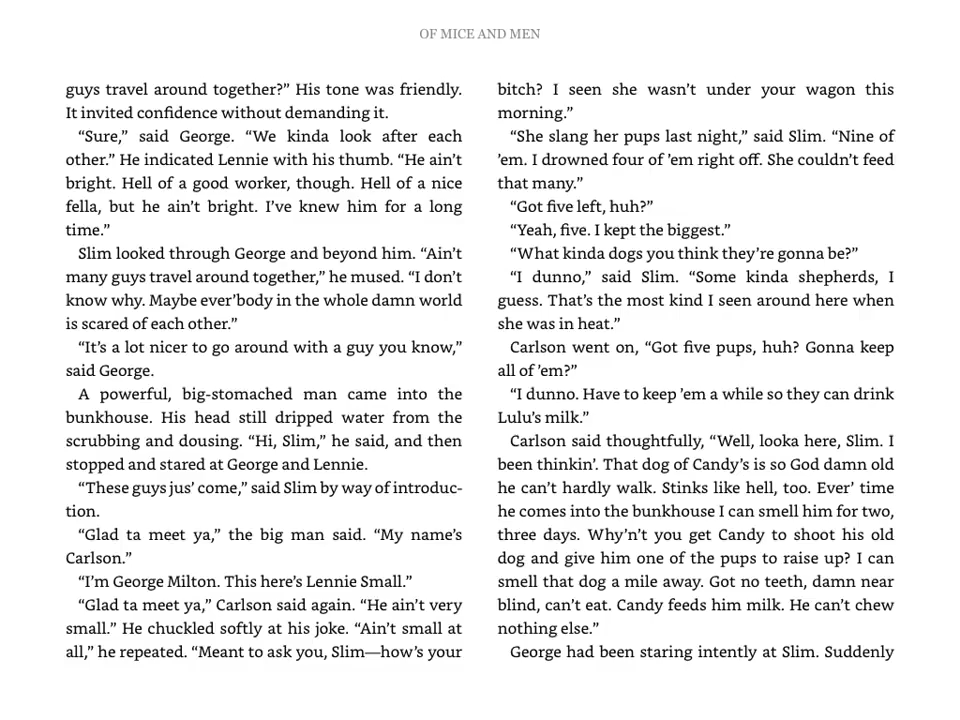 OF MICE AND MEN
guys travel around together?” His tone was friendly.
It invited confidence without demanding it.
“Sure,” said George. “We kinda look after each
other.” He indicated Lennie with his thumb. “He ain’t
bright. Hell of a good worker, though. Hell of a nice
fella, but he ain’t bright. I’ve knew him for a long
time.”
Slim looked through George and beyond him. “Ain’t
many guys travel around together,” he mused. “I don’t
know why. Maybe ever’body in the whole damn world
is scared of each other.”
“It’s a lot nicer to go around with a guy you know,”
said George.
A powerful, big-stomached man came into the
bunkhouse. His head still dripped water from the
scrubbing and dousing. “Hi, Slim,” he said, and then
stopped and stared at George and Lennie.
“These guys jus’ come,” said Slim by way of introduc-
tion.
“Glad ta meet ya,” the big man said. “My name’s
Carlson.”
“I’m George Milton. This here’s Lennie Small.”
“Glad ta meet ya,” Carlson said again. “He ain’t very
small.” He chuckled softly at his joke. “Ain’t small at
all,” he repeated. “Meant to ask you, Slim—how’s your
bitch? I seen she wasn’t under your wagon this
morning.”
“She slang her pups last night,” said Slim. “Nine of
’em. I drowned four of ’em right off. She couldn’t feed
that many.”
“Got five left, huh?”
“Yeah, five. I kept the biggest.”
“What kinda dogs you think they’re gonna be?”
“I dunno,” said Slim. “Some kinda shepherds, I
guess. That’s the most kind I seen around here when
she was in heat.”
Carlson went on, “Got five pups, huh? Gonna keep
all of ’em?”
“I dunno. Have to keep ’em a while so they can drink
Lulu’s milk.”
Carlson said thoughtfully, “Well, looka here, Slim. I
been thinkin’. That dog of Candy’s is so God damn old
he can’t hardly walk. Stinks like hell, too. Ever’ time
he comes into the bunkhouse I can smell him for two,
three days. Why’n’t you get Candy to shoot his old
dog and give him one of the pups to raise up? I can
smell that dog a mile away. Got no teeth, damn near
blind, can’t eat. Candy feeds him milk. He can’t chew
nothing else.”
George had been staring intently at Slim. Suddenly